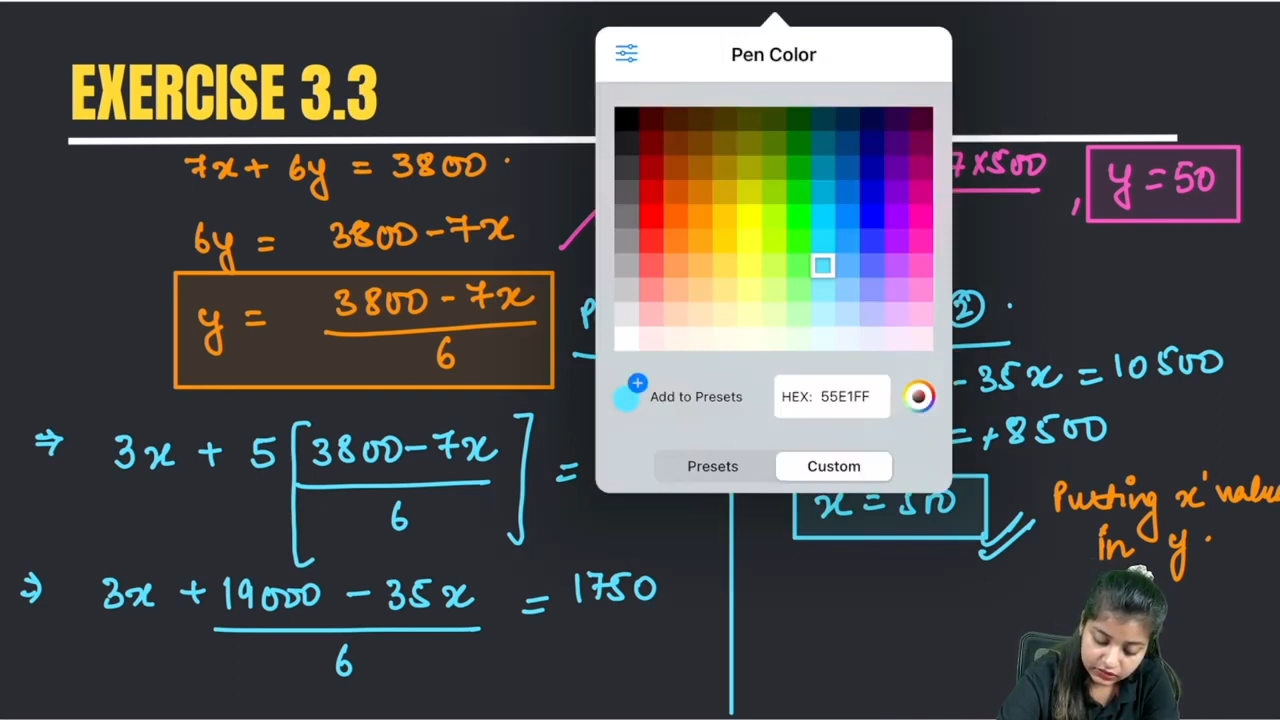 EXERCISE 3.3
7x + 6y = 3800
6y = 3800 - 7x
y = 3800 - 7x / 6
⇒ 3x + 5 [ 3800 - 7x / 6 ] =
⇒ 3x + 19000 - 35x / 6 = 1750
Pen Color
Add to Presets
HEX: 55E1FF
Presets
Custom
7×500 , y = 50
②
- 35x = 10500
= +8500
x = 500
Putting x' value
in y.